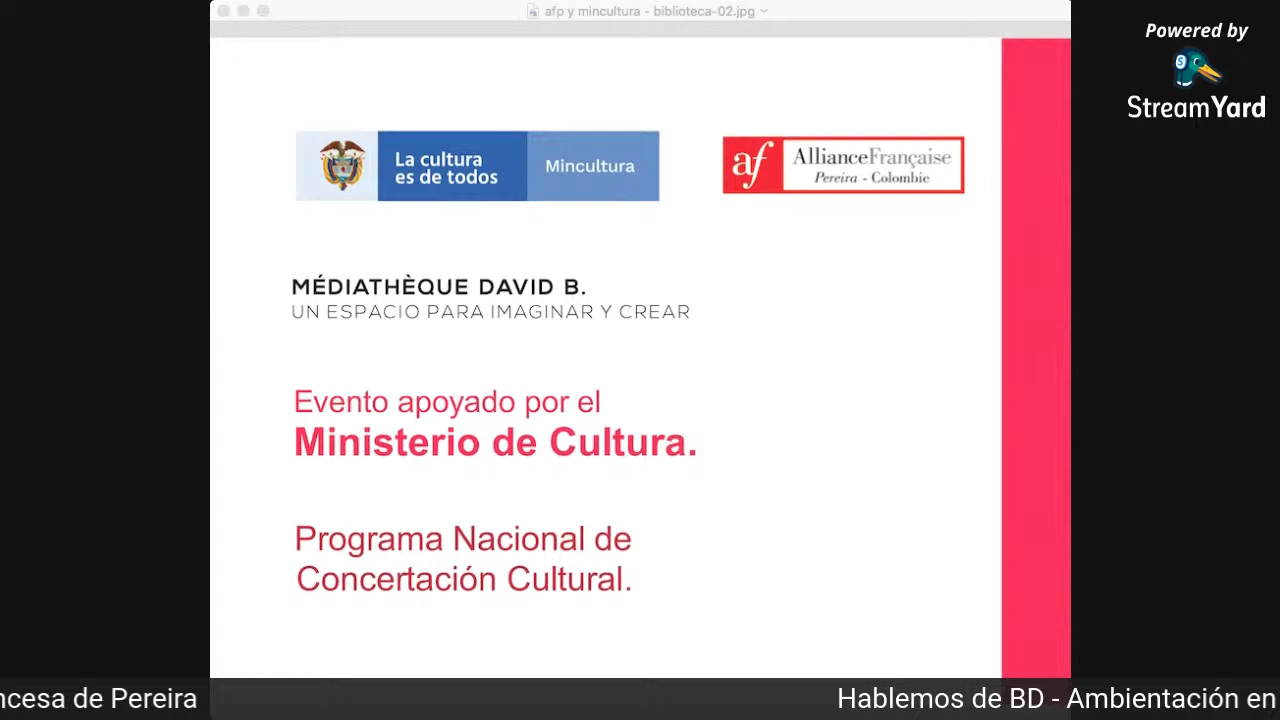 afp y mincultura - biblioteca-02.jpg
Powered by
StreamYard
La cultura
es de todos
Mincultura
af
AllianceFrançaise
Pereira - Colombie
MÉDIATHÈQUE DAVID B.
UN ESPACIO PARA IMAGINAR Y CREAR
Evento apoyado por el
Ministerio de Cultura.
Programa Nacional de
Concertación Cultural.
ncesa de Pereira
Hablemos de BD - Ambientación en